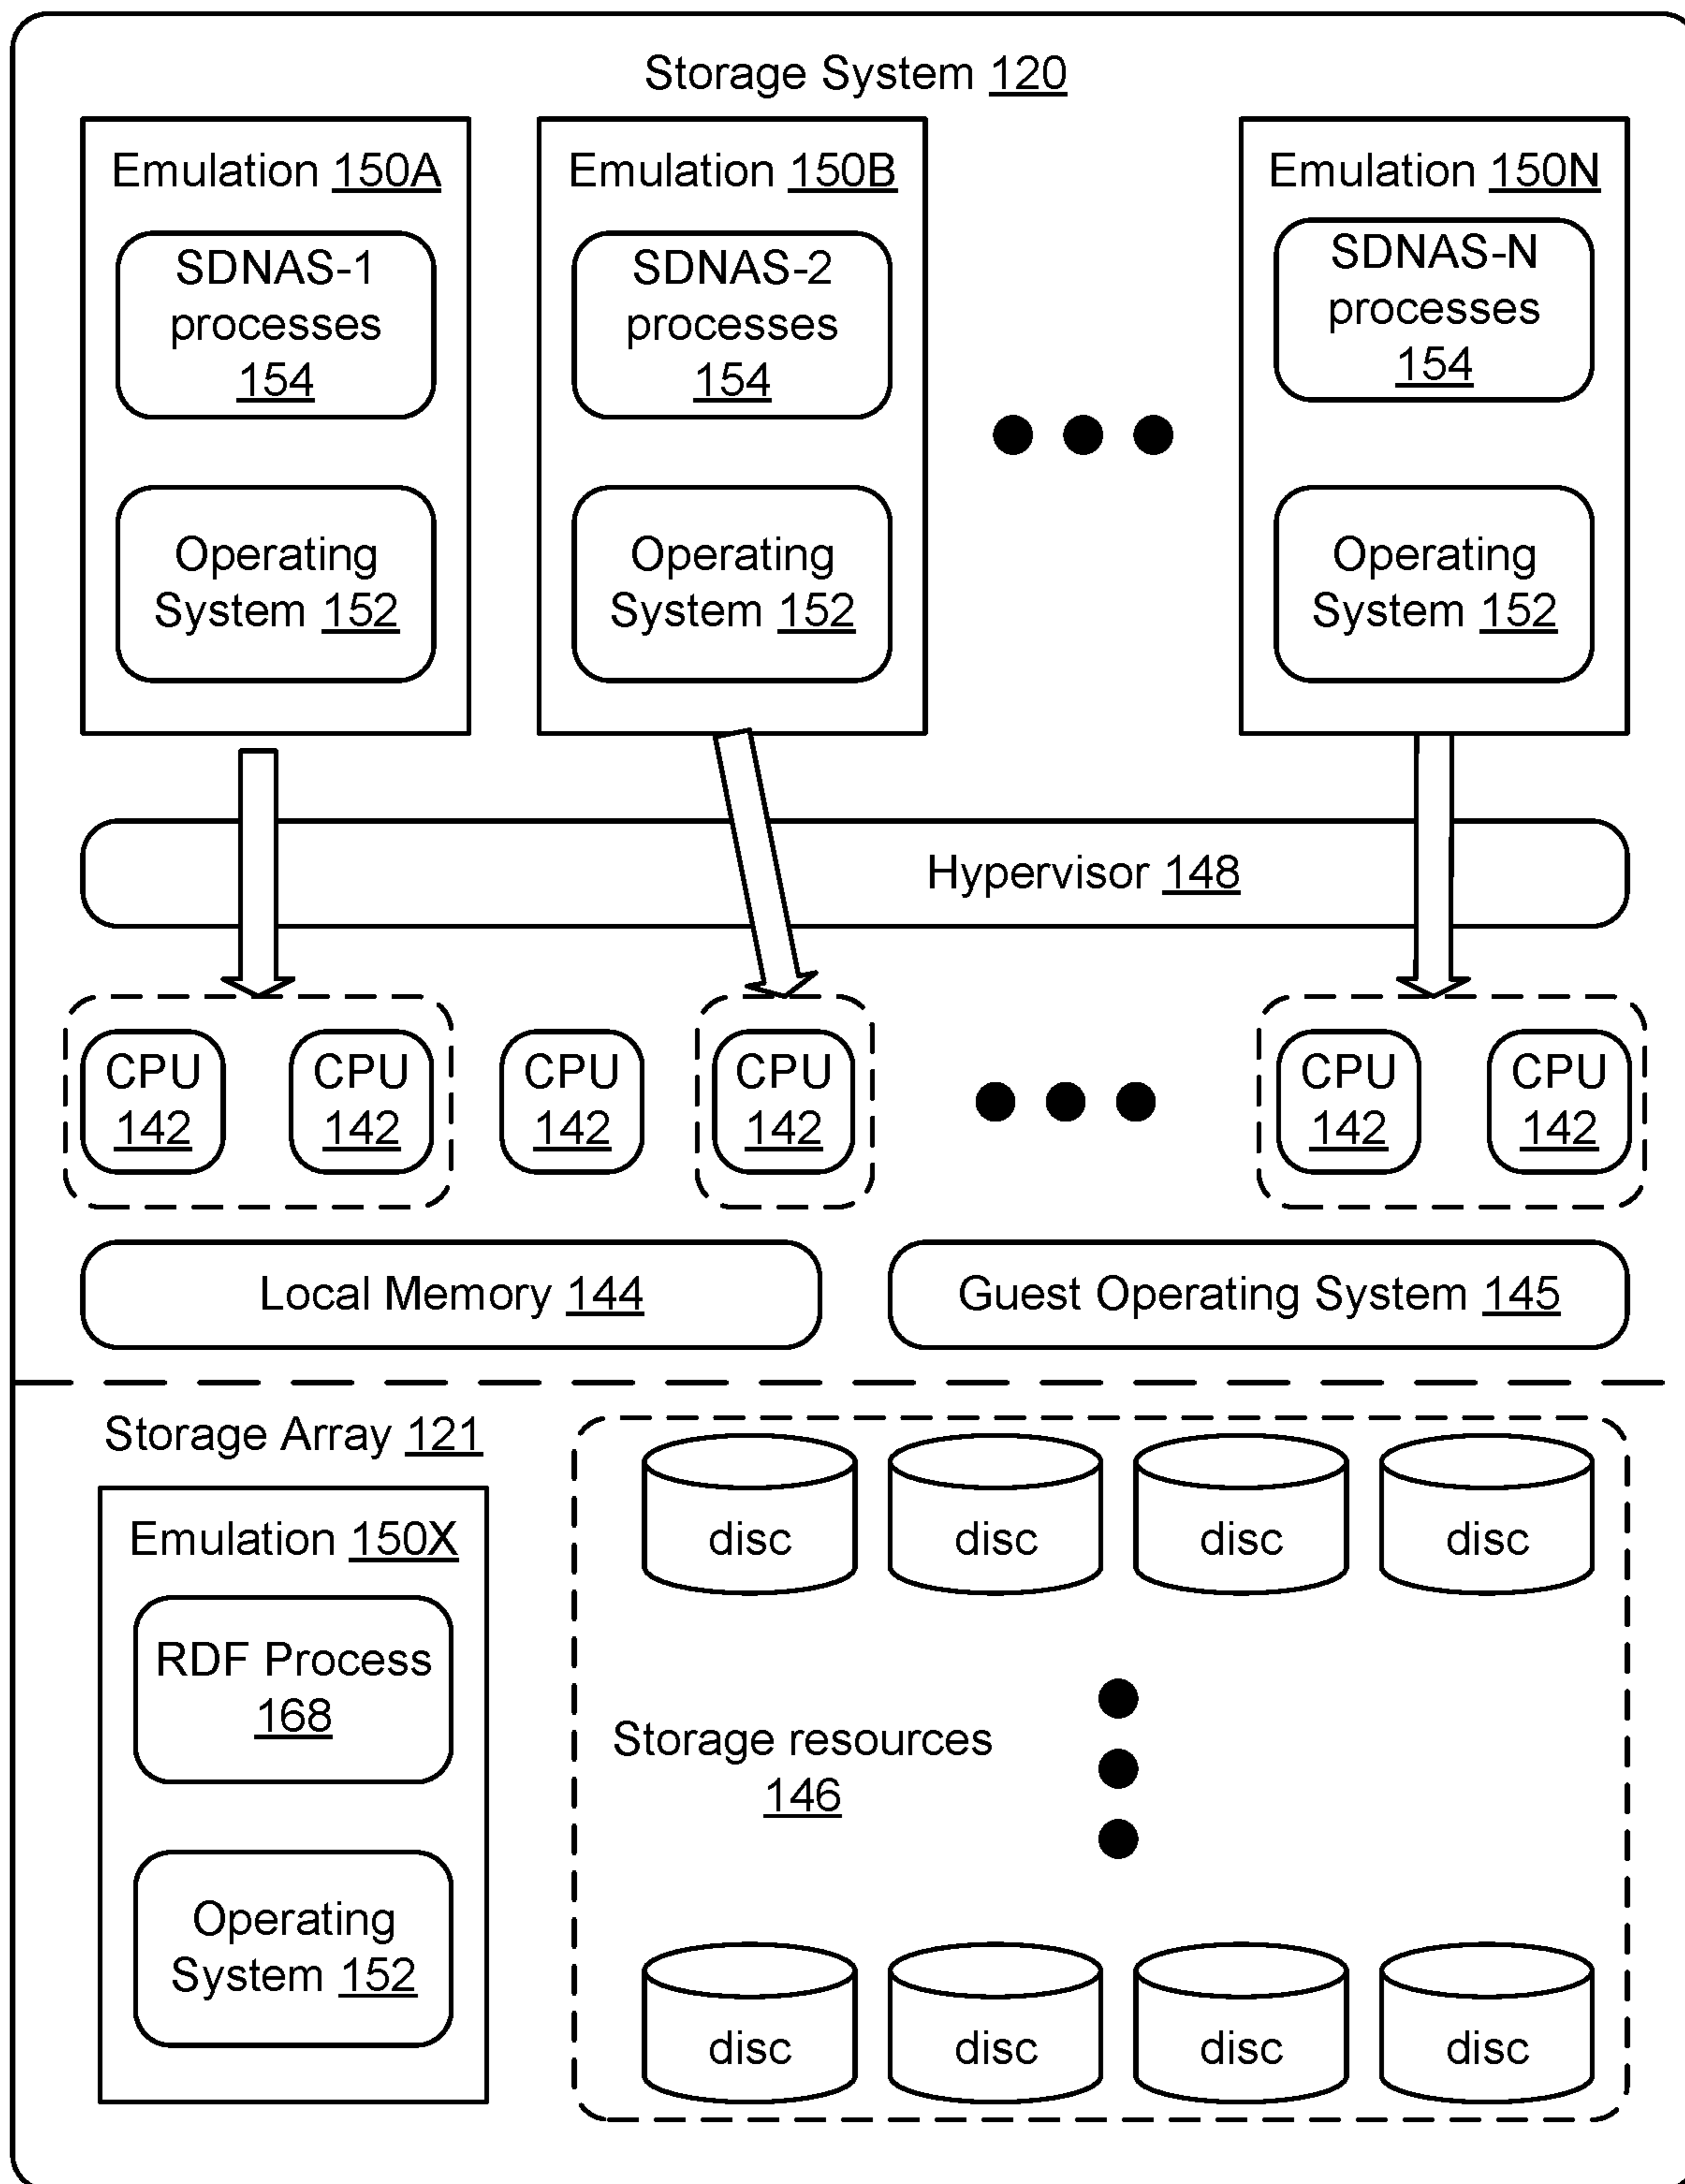 Storage System 120
Emulation 150A
SDNAS-1
processes
154
Operating
System 152
Emulation 150B
SDNAS-2
processes
154
Operating
System 152
Emulation 150N
SDNAS-N
processes
154
Operating
System 152
Hypervisor 148
CPU
142
CPU
142
CPU
142
CPU
142
CPU
142
CPU
142
Local Memory 144
Guest Operating System 145
Storage Array 121
Emulation 150X
RDF Process
168
Operating
System 152
disc
disc
disc
disc
Storage resources
146
disc
disc
disc
disc